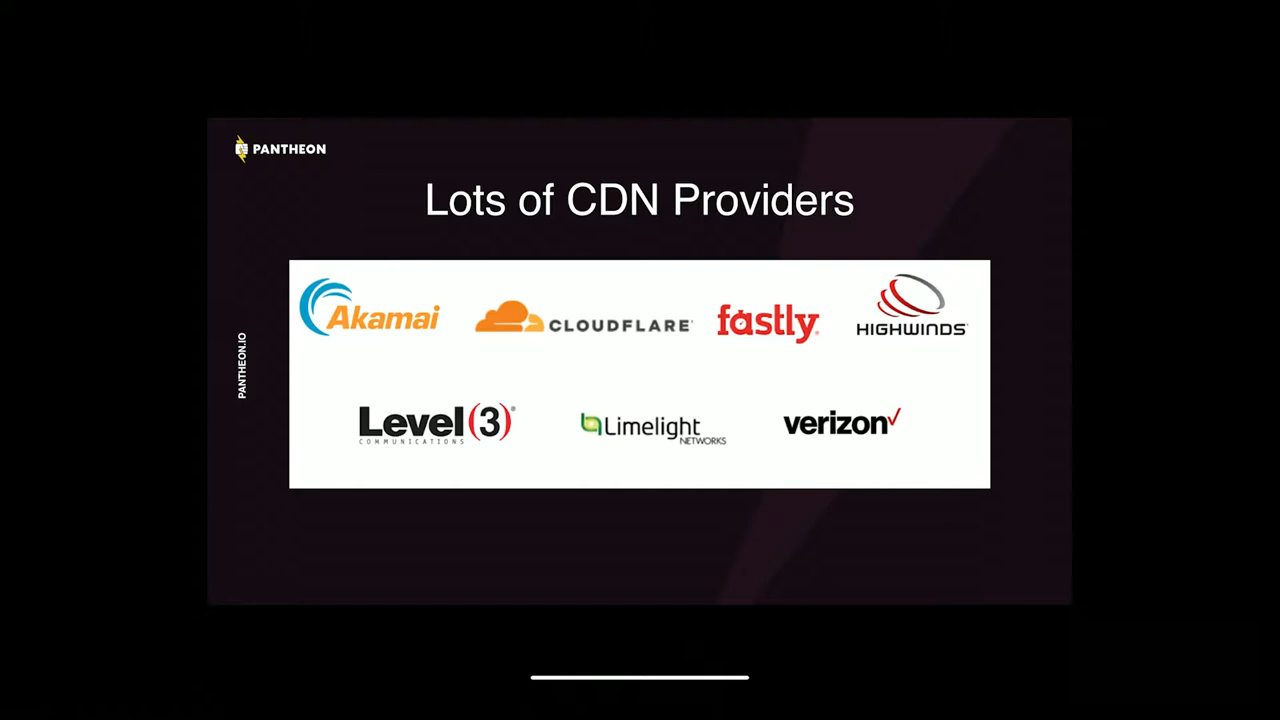 PANTHEON
Lots of CDN Providers
Akamai
CLOUDFLARE®
fastly®
HIGHWINDS®
PANTHEON.IO
Level(3)®
COMMUNICATIONS
Limelight
NETWORKS
verizon✓